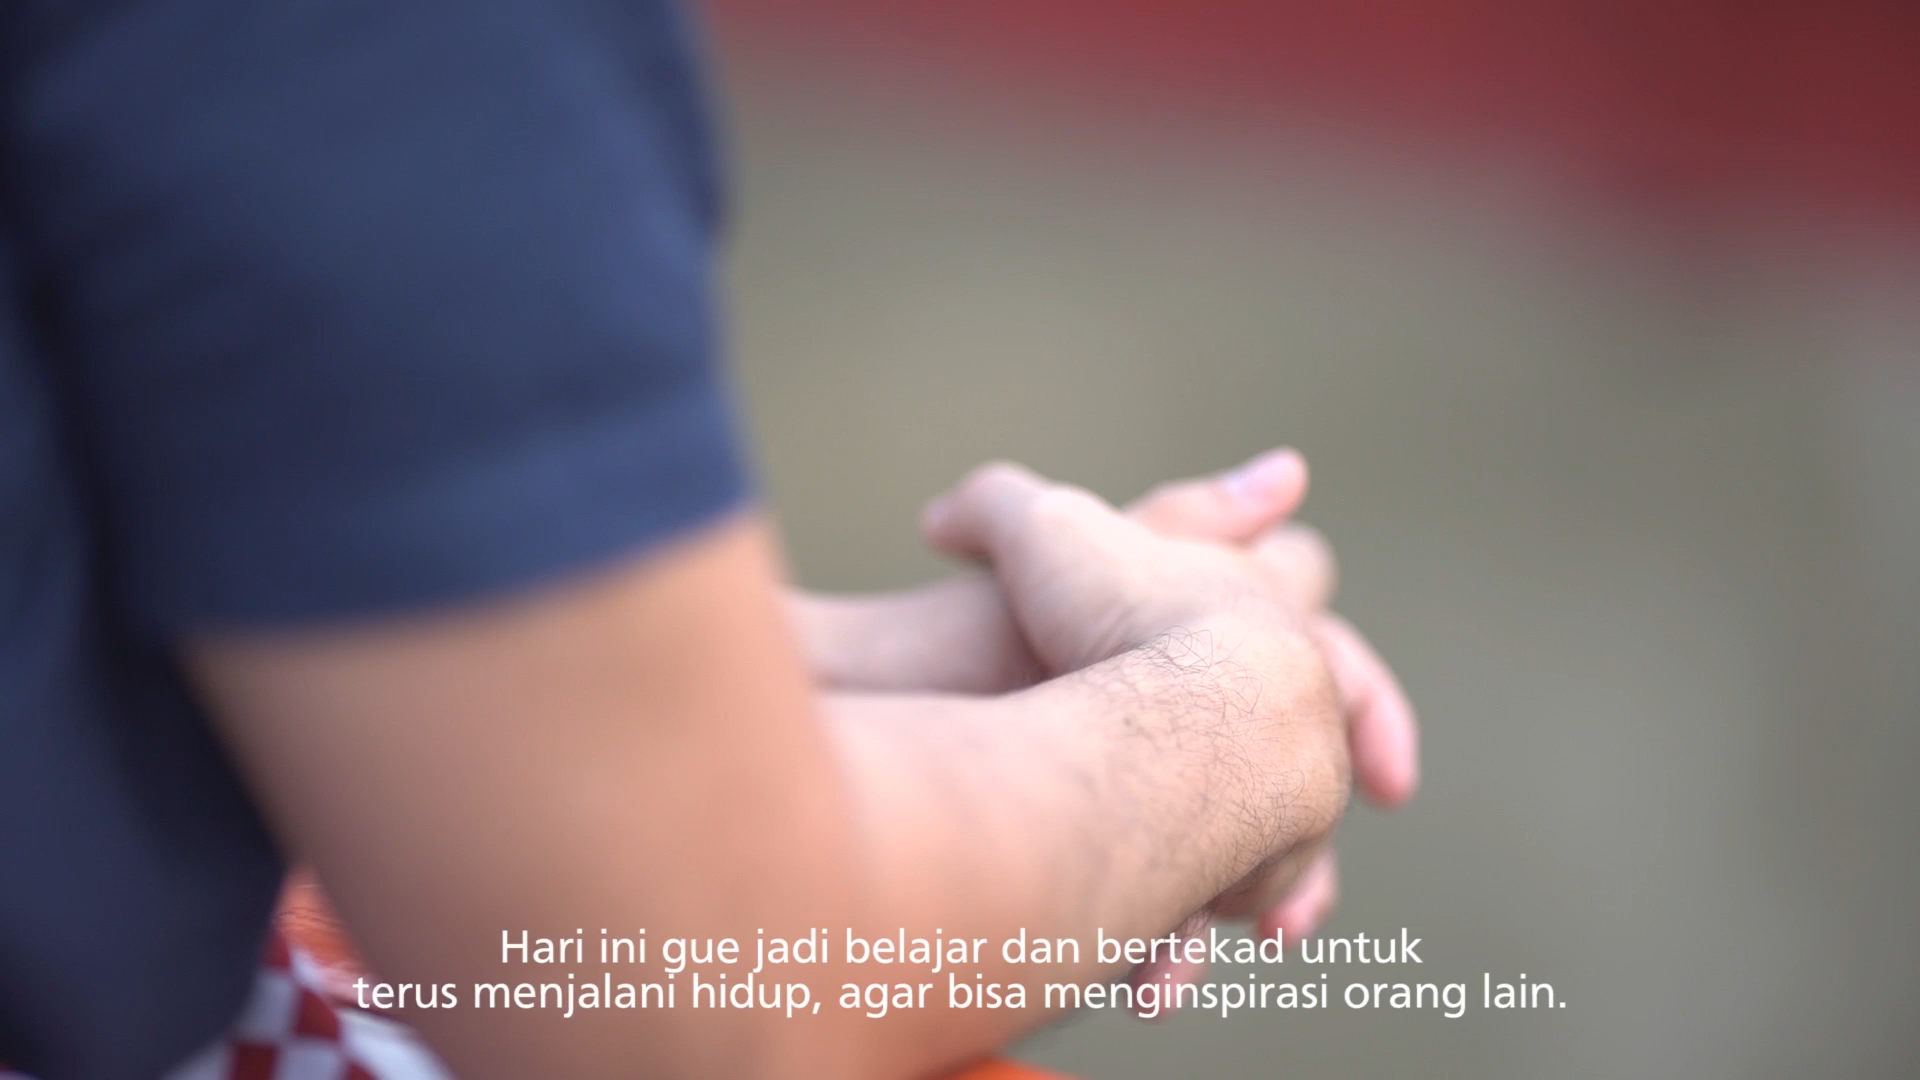 Hari ini gue jadi belajar dan bertekad untuk
terus menjalani hidup, agar bisa menginspirasi orang lain.